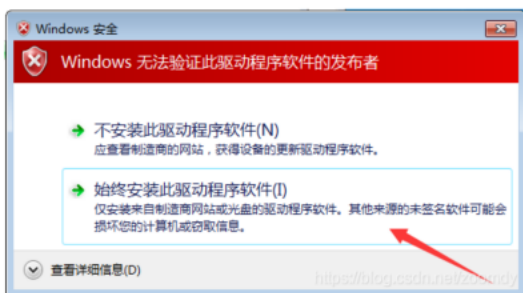 Windows 安全
Windows 无法验证此驱动程序软件的发布者
不安装此驱动程序软件(N)
应查看制造商的网站，获得设备的更新驱动程序软件。
始终安装此驱动程序软件(I)
仅安装来自制造商网站或光盘的驱动程序软件。其他来源的未签名软件可能会
损坏您的计算机或窃取信息。
查看详细信息(D)
https://blog.csdn.net/zoomdy